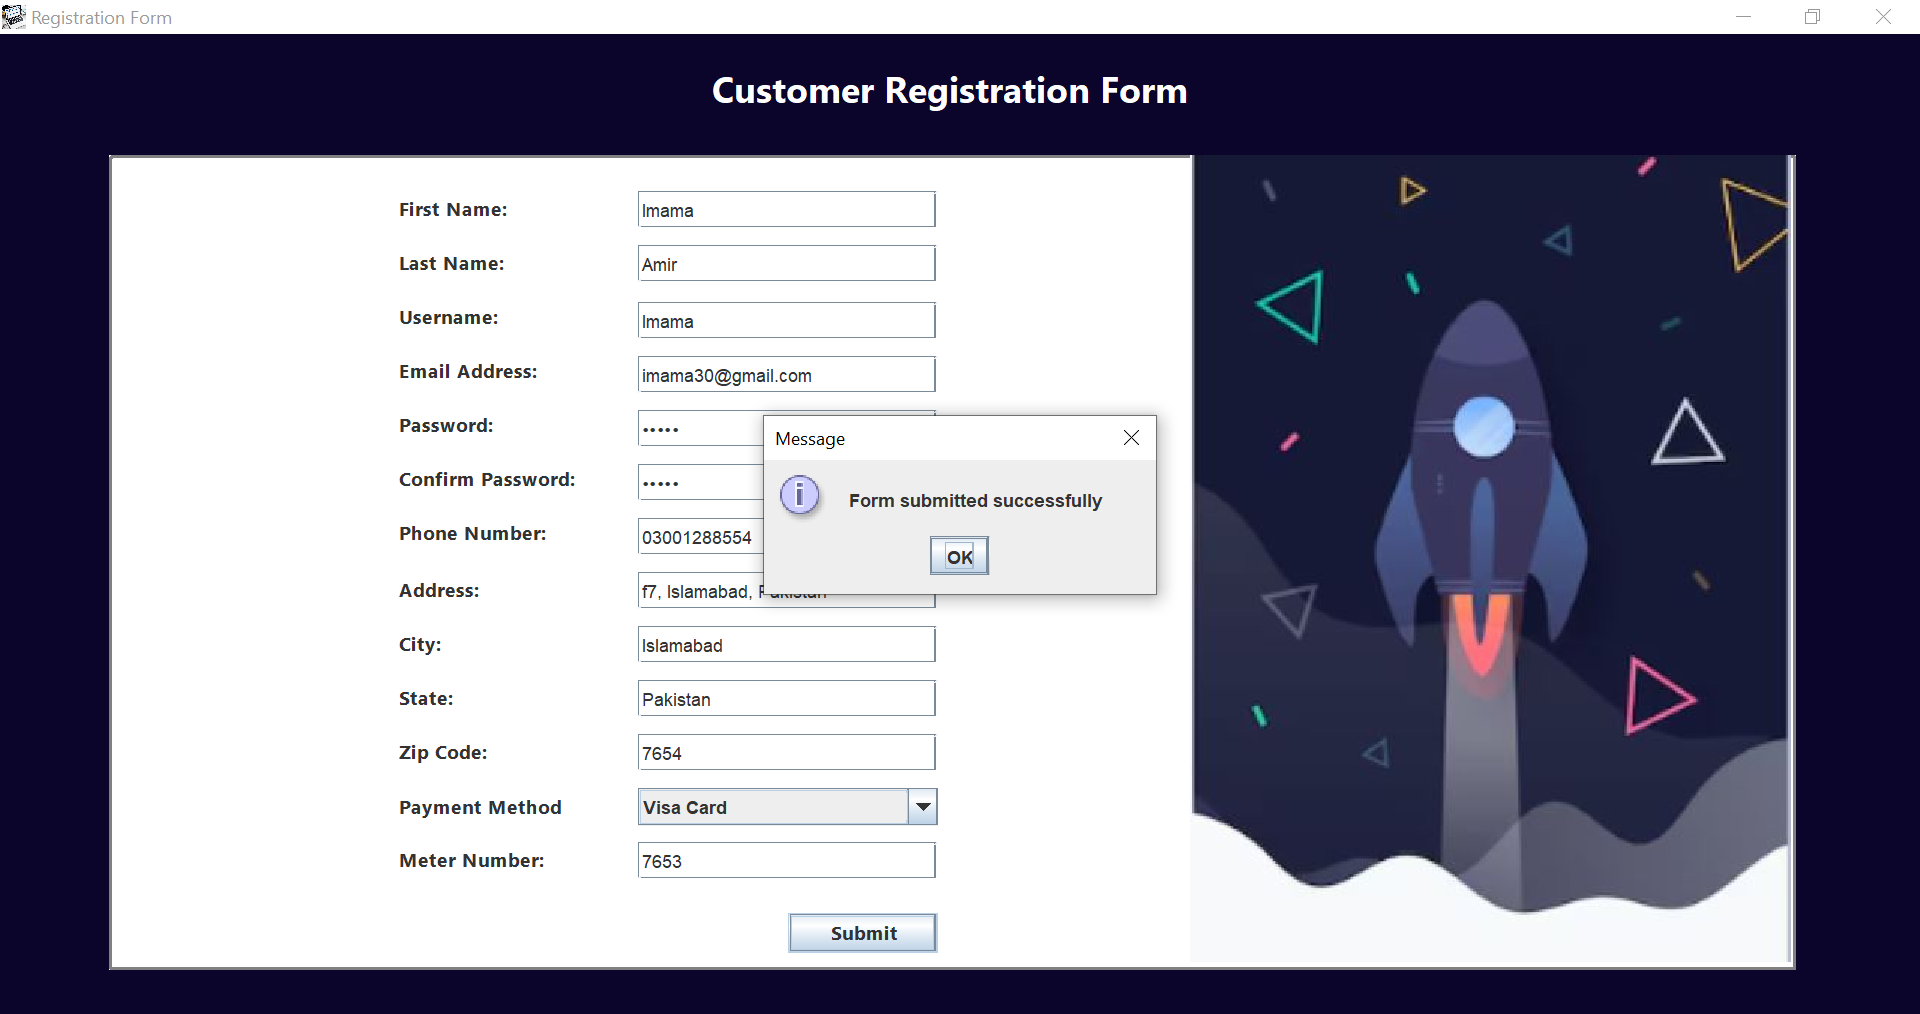 Registration Form
Customer Registration Form
First Name: Imama
Last Name: Amir
Username: Imama
Email Address: imama30@gmail.com
Password: •••••
Confirm Password: •••••
Phone Number: 03001288554
Address: f7, Islamabad,
City: Islamabad
State: Pakistan
Zip Code: 7654
Payment Method Visa Card
Meter Number: 7653
Submit
Message
Form submitted successfully
OK